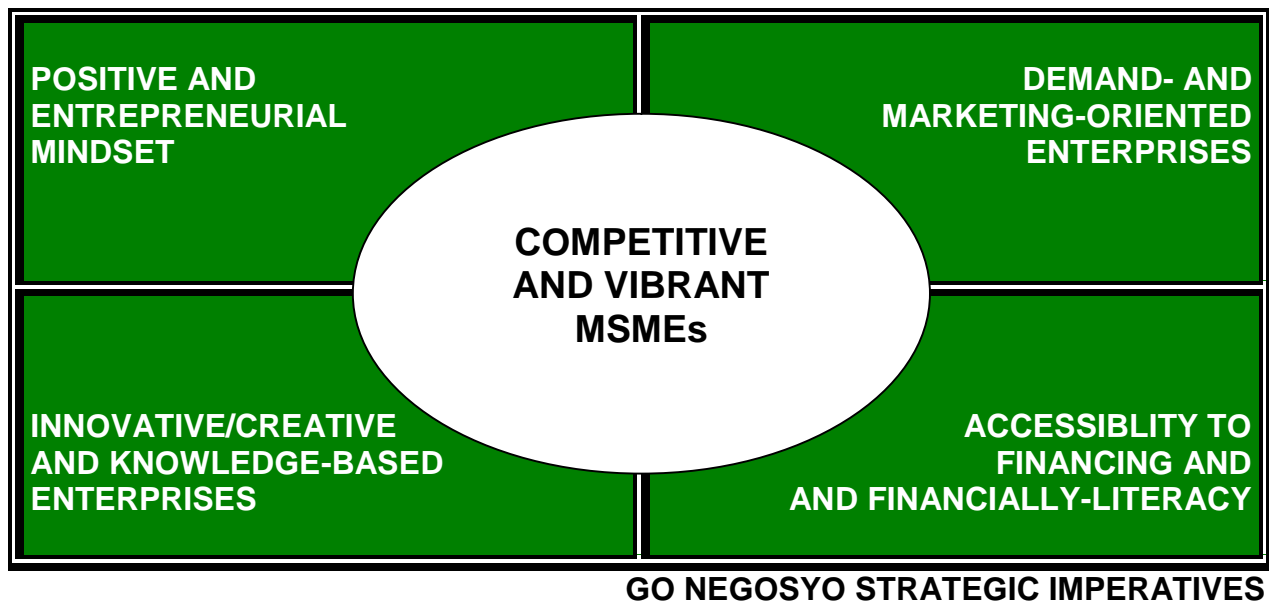 POSITIVE AND
ENTREPRENEURIAL
MINDSET
DEMAND- AND
MARKETING-ORIENTED
ENTERPRISES
COMPETITIVE
AND VIBRANT
MSMEs
INNOVATIVE/CREATIVE
AND KNOWLEDGE-BASED
ENTERPRISES
ACCESSIBLITY TO
FINANCING AND
AND FINANCIALLY-LITERACY
GO NEGOSYO STRATEGIC IMPERATIVES